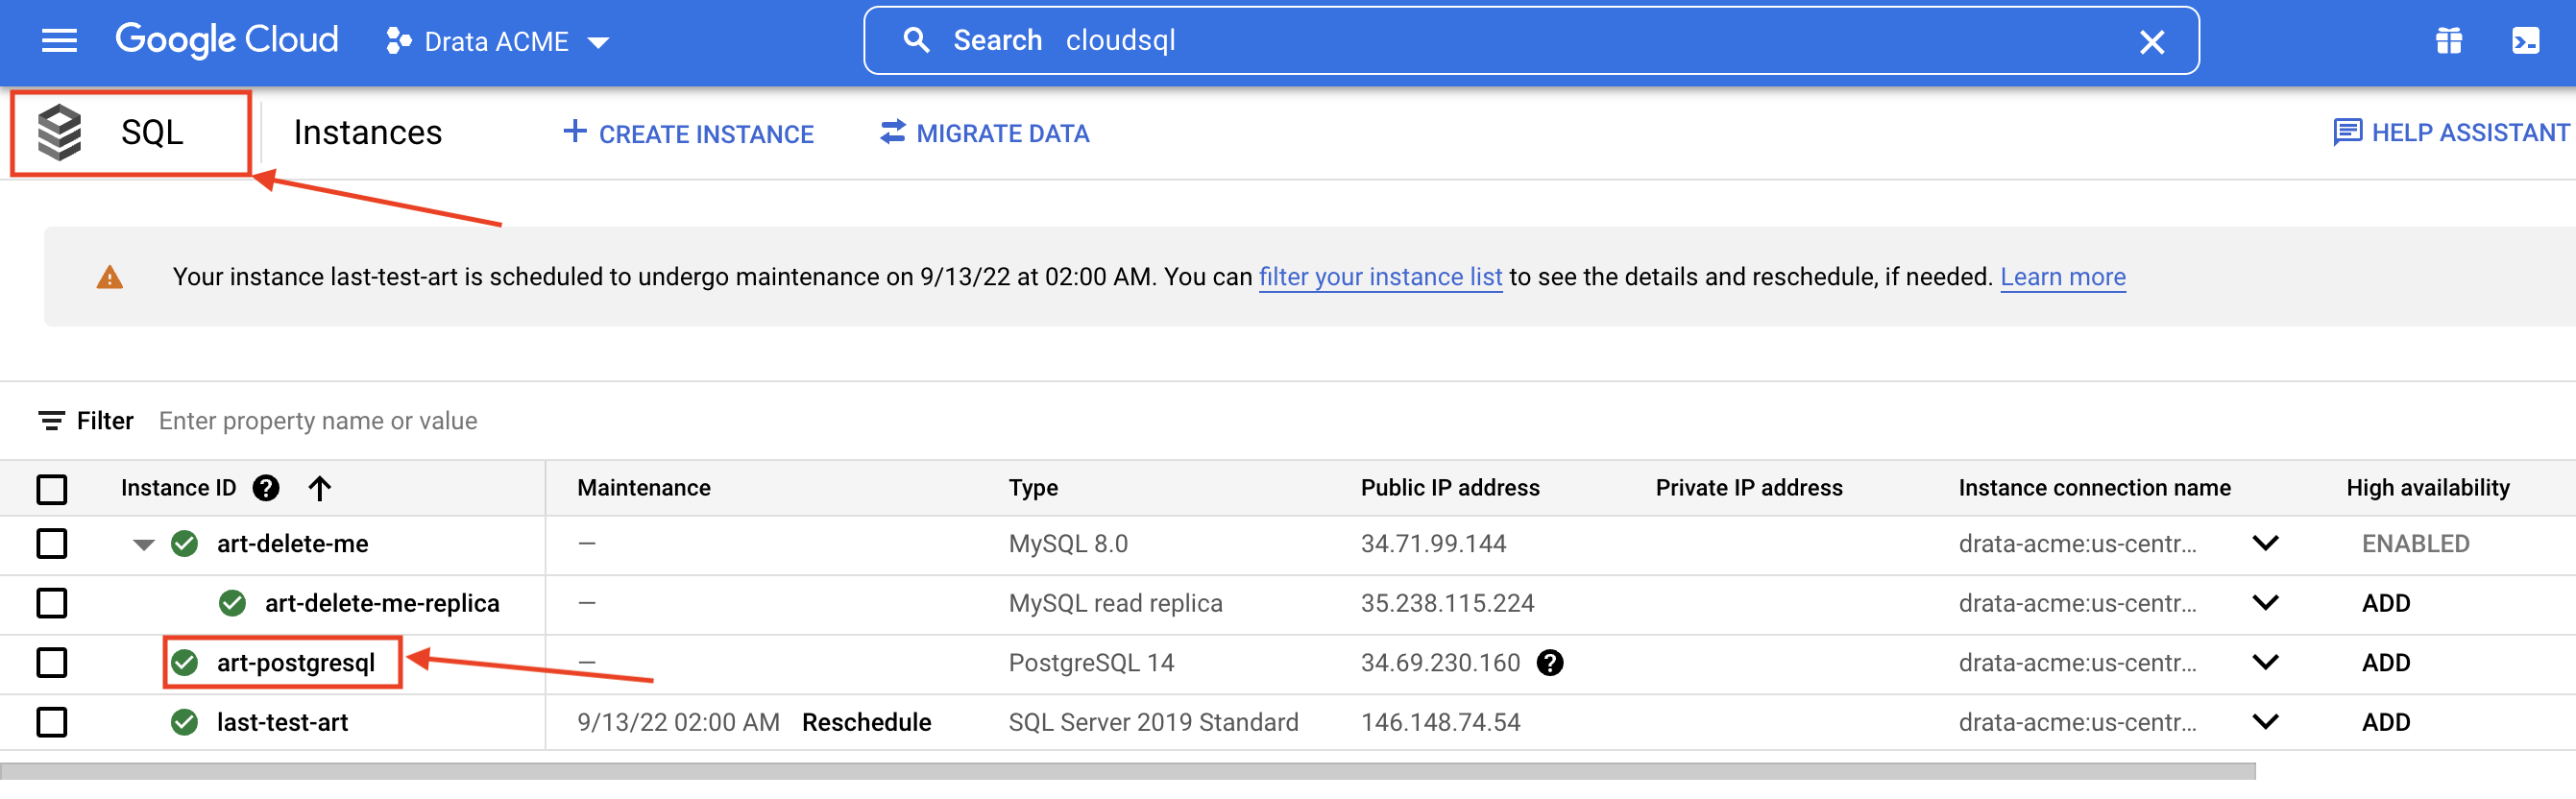 Google Cloud Drata ACME Search cloudsql
SQL Instances CREATE INSTANCE MIGRATE DATA HELP ASSISTANT
Your instance last-test-art is scheduled to undergo maintenance on 9/13/22 at 02:00 AM. You can filter your instance list to see the details and reschedule, if needed. Learn more
Filter Enter property name or value
Instance ID Maintenance Type Public IP address Private IP address Instance connection name High availability
art-delete-me — MySQL 8.0 34.71.99.144 drata-acme:us-centr... ENABLED
art-delete-me-replica — MySQL read replica 35.238.115.224 drata-acme:us-centr... ADD
art-postgresql — PostgreSQL 14 34.69.230.160 drata-acme:us-centr... ADD
last-test-art 9/13/22 02:00 AM Reschedule SQL Server 2019 Standard 146.148.74.54 drata-acme:us-centr... ADD